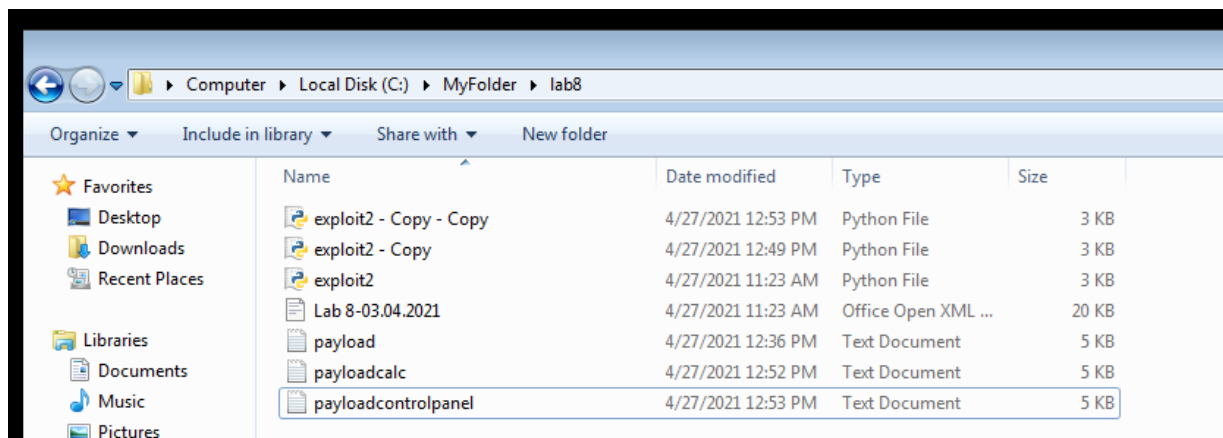 Computer Local Disk (C:) MyFolder lab8
Organize Include in library Share with New folder
Favorites
Desktop
Downloads
Recent Places
Libraries
Documents
Music
Pictures
Name Date modified Type Size
exploit2 - Copy - Copy 4/27/2021 12:53 PM Python File 3 KB
exploit2 - Copy 4/27/2021 12:49 PM Python File 3 KB
exploit2 4/27/2021 11:23 AM Python File 3 KB
Lab 8-03.04.2021 4/27/2021 11:23 AM Office Open XML ... 20 KB
payload 4/27/2021 12:36 PM Text Document 5 KB
payloadcalc 4/27/2021 12:52 PM Text Document 5 KB
payloadcontrolpanel 4/27/2021 12:53 PM Text Document 5 KB